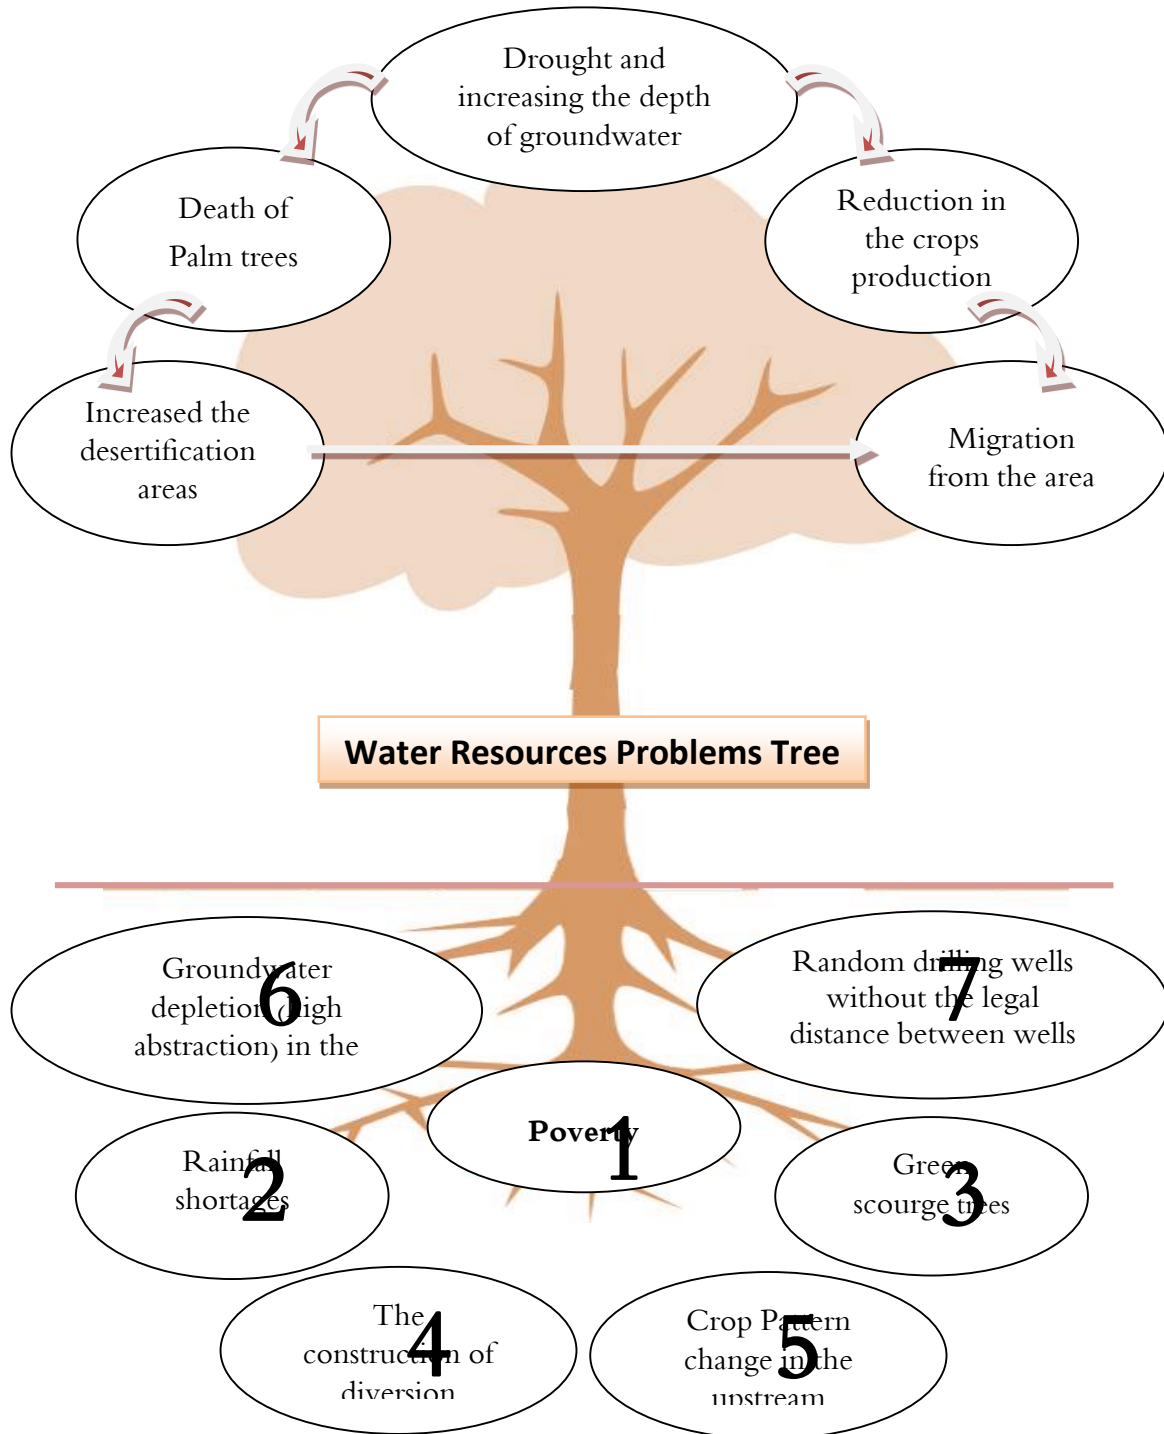 Drought and
increasing the depth
of groundwater
Death of
Palm trees
Reduction in
the crops
production
Increased the
desertification
areas
Migration
from the area
Water Resources Problems Tree
Groundwater
depletion (high
abstraction) in the
6
Random drilling wells
without the legal
distance between wells
7
Poverty
1
Rainfall
shortages
2
Green
scourge trees
3
The
construction of
diversion
4
Crop Pattern
change in the
upstream
5